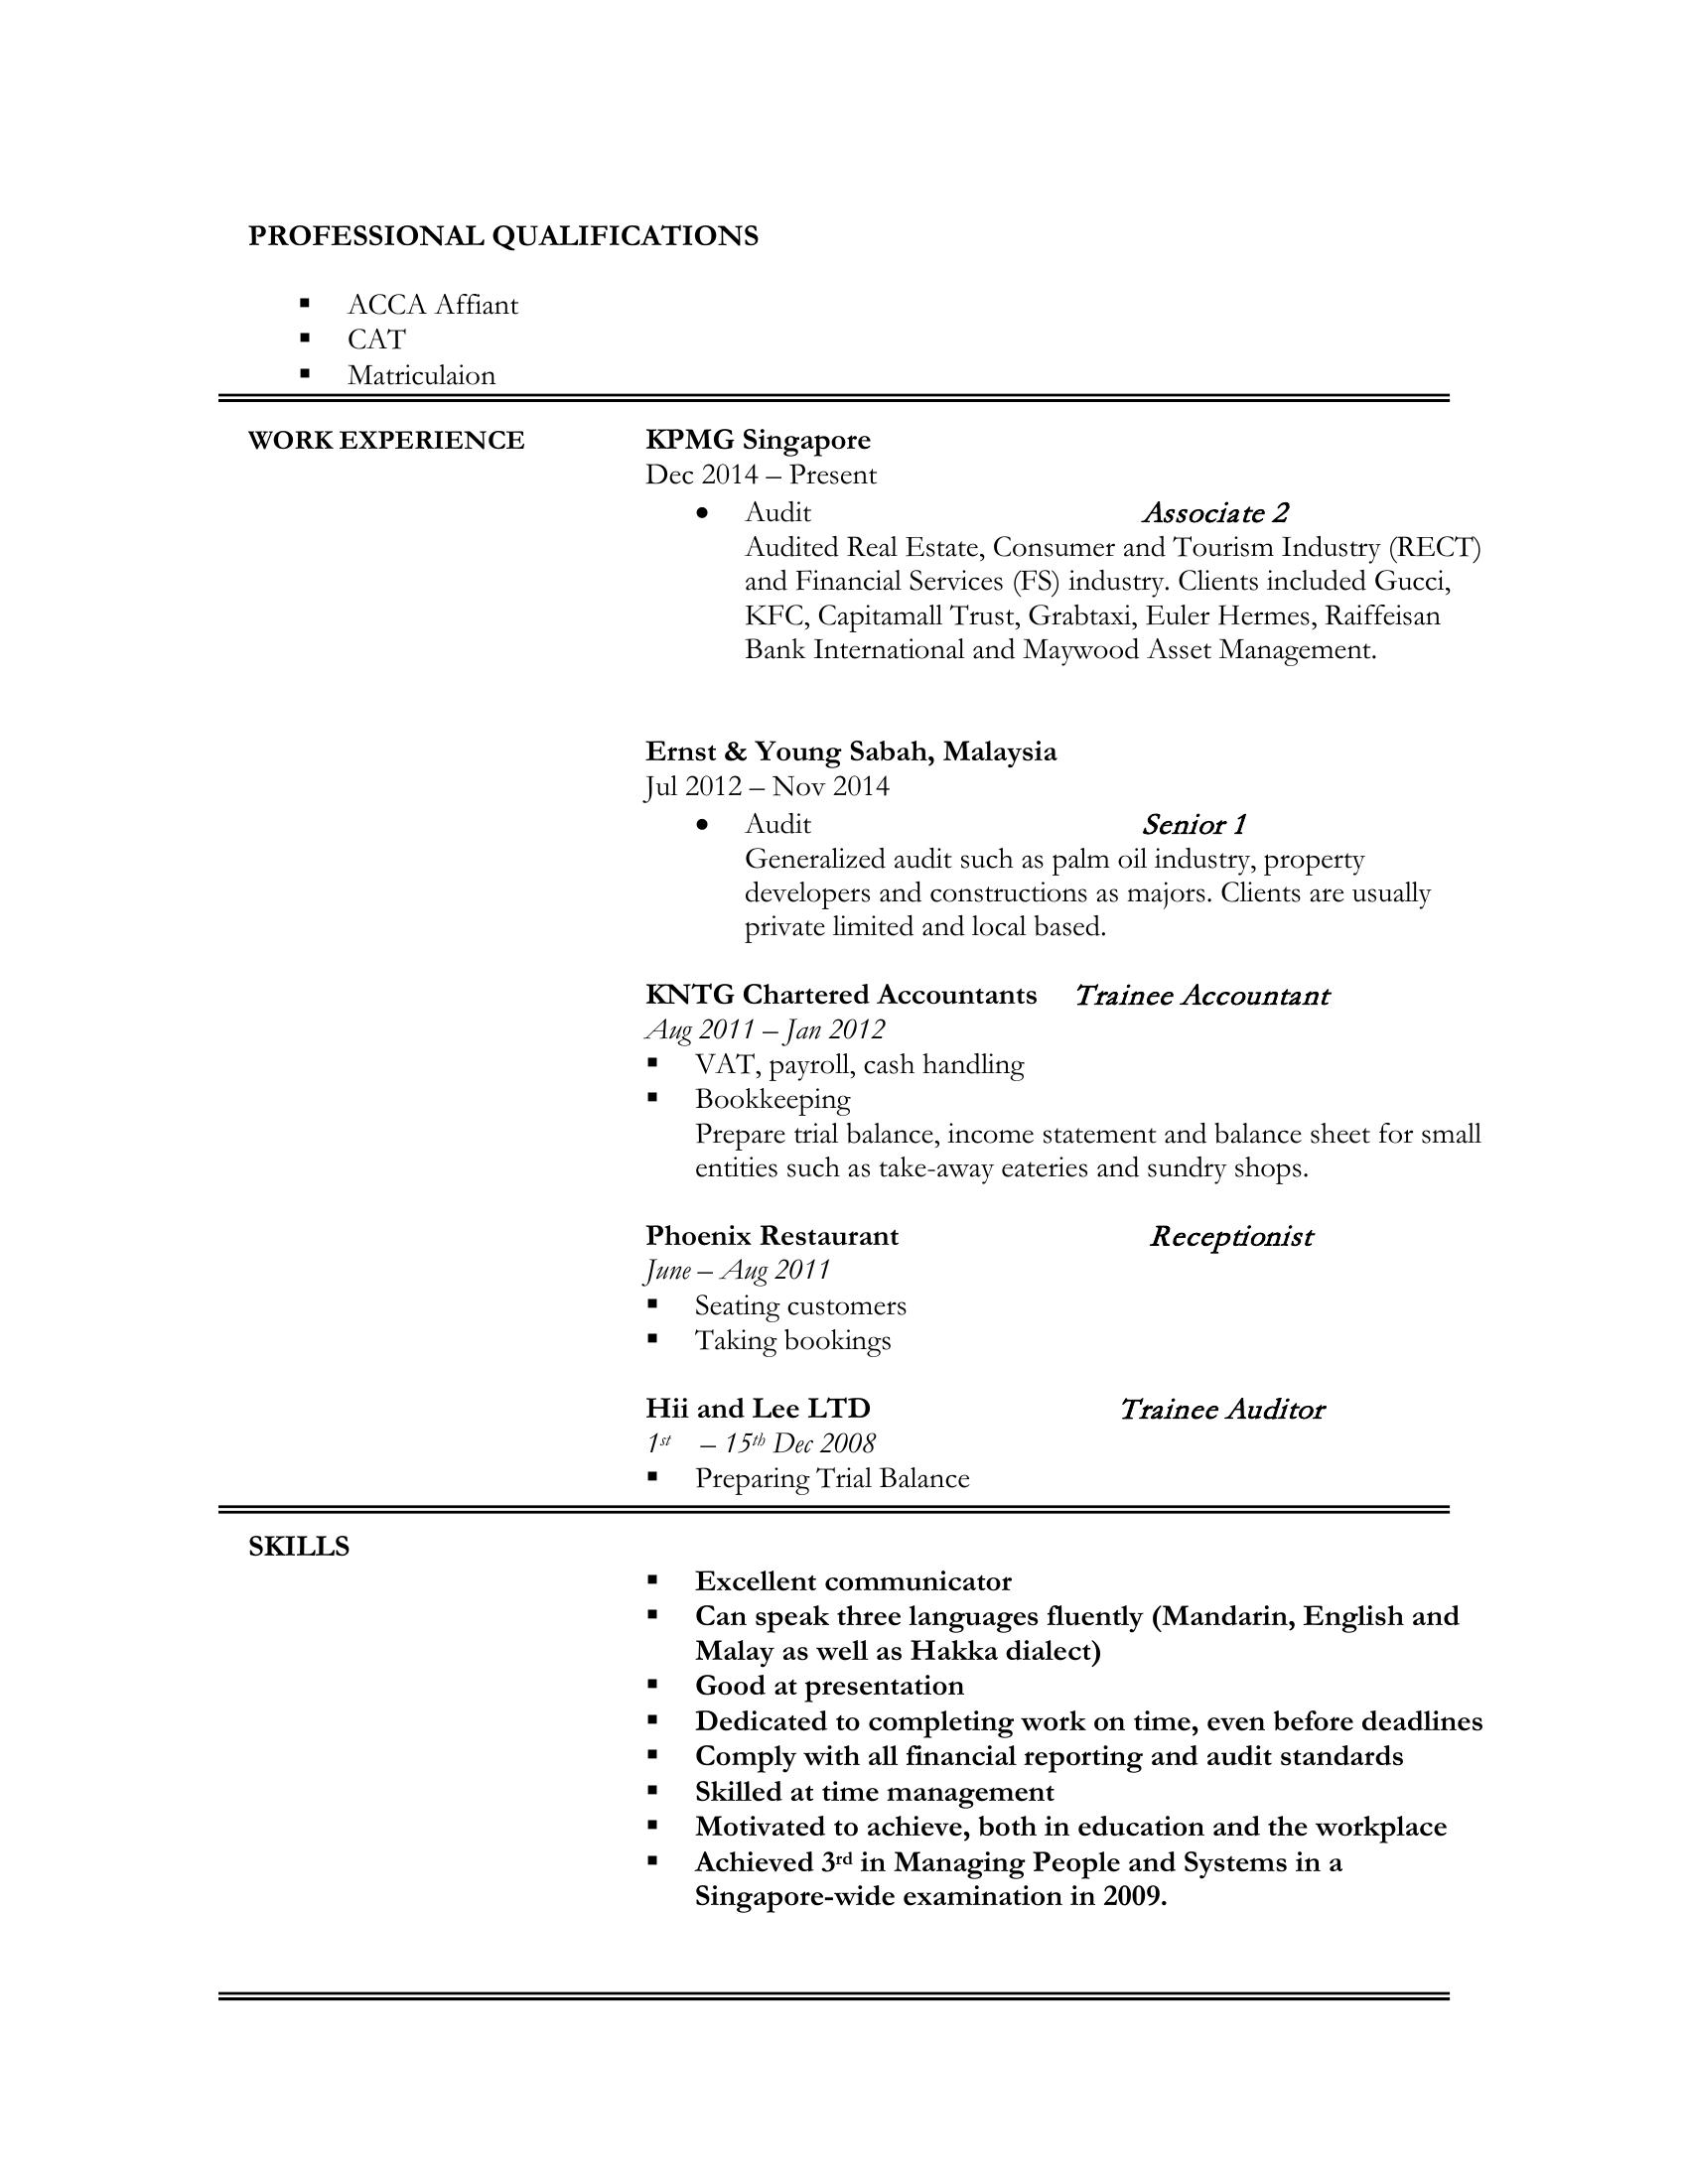 PROFESSIONAL QUALIFICATIONS
▪ ACCA Affiant
▪ CAT
▪ Matriculaion
WORK EXPERIENCE
KPMG Singapore
Dec 2014 – Present
• Audit Associate 2
Audited Real Estate, Consumer and Tourism Industry (RECT)
and Financial Services (FS) industry. Clients included Gucci,
KFC, Capitamall Trust, Grabtaxi, Euler Hermes, Raiffeisan
Bank International and Maywood Asset Management.
Ernst & Young Sabah, Malaysia
Jul 2012 – Nov 2014
• Audit Senior 1
Generalized audit such as palm oil industry, property
developers and constructions as majors. Clients are usually
private limited and local based.
KNTG Chartered Accountants Trainee Accountant
Aug 2011 – Jan 2012
▪ VAT, payroll, cash handling
▪ Bookkeeping
Prepare trial balance, income statement and balance sheet for small
entities such as take-away eateries and sundry shops.
Phoenix Restaurant Receptionist
June – Aug 2011
▪ Seating customers
▪ Taking bookings
Hii and Lee LTD Trainee Auditor
1st – 15th Dec 2008
▪ Preparing Trial Balance
SKILLS
▪ Excellent communicator
▪ Can speak three languages fluently (Mandarin, English and
Malay as well as Hakka dialect)
▪ Good at presentation
▪ Dedicated to completing work on time, even before deadlines
▪ Comply with all financial reporting and audit standards
▪ Skilled at time management
▪ Motivated to achieve, both in education and the workplace
▪ Achieved 3rd in Managing People and Systems in a
Singapore-wide examination in 2009.